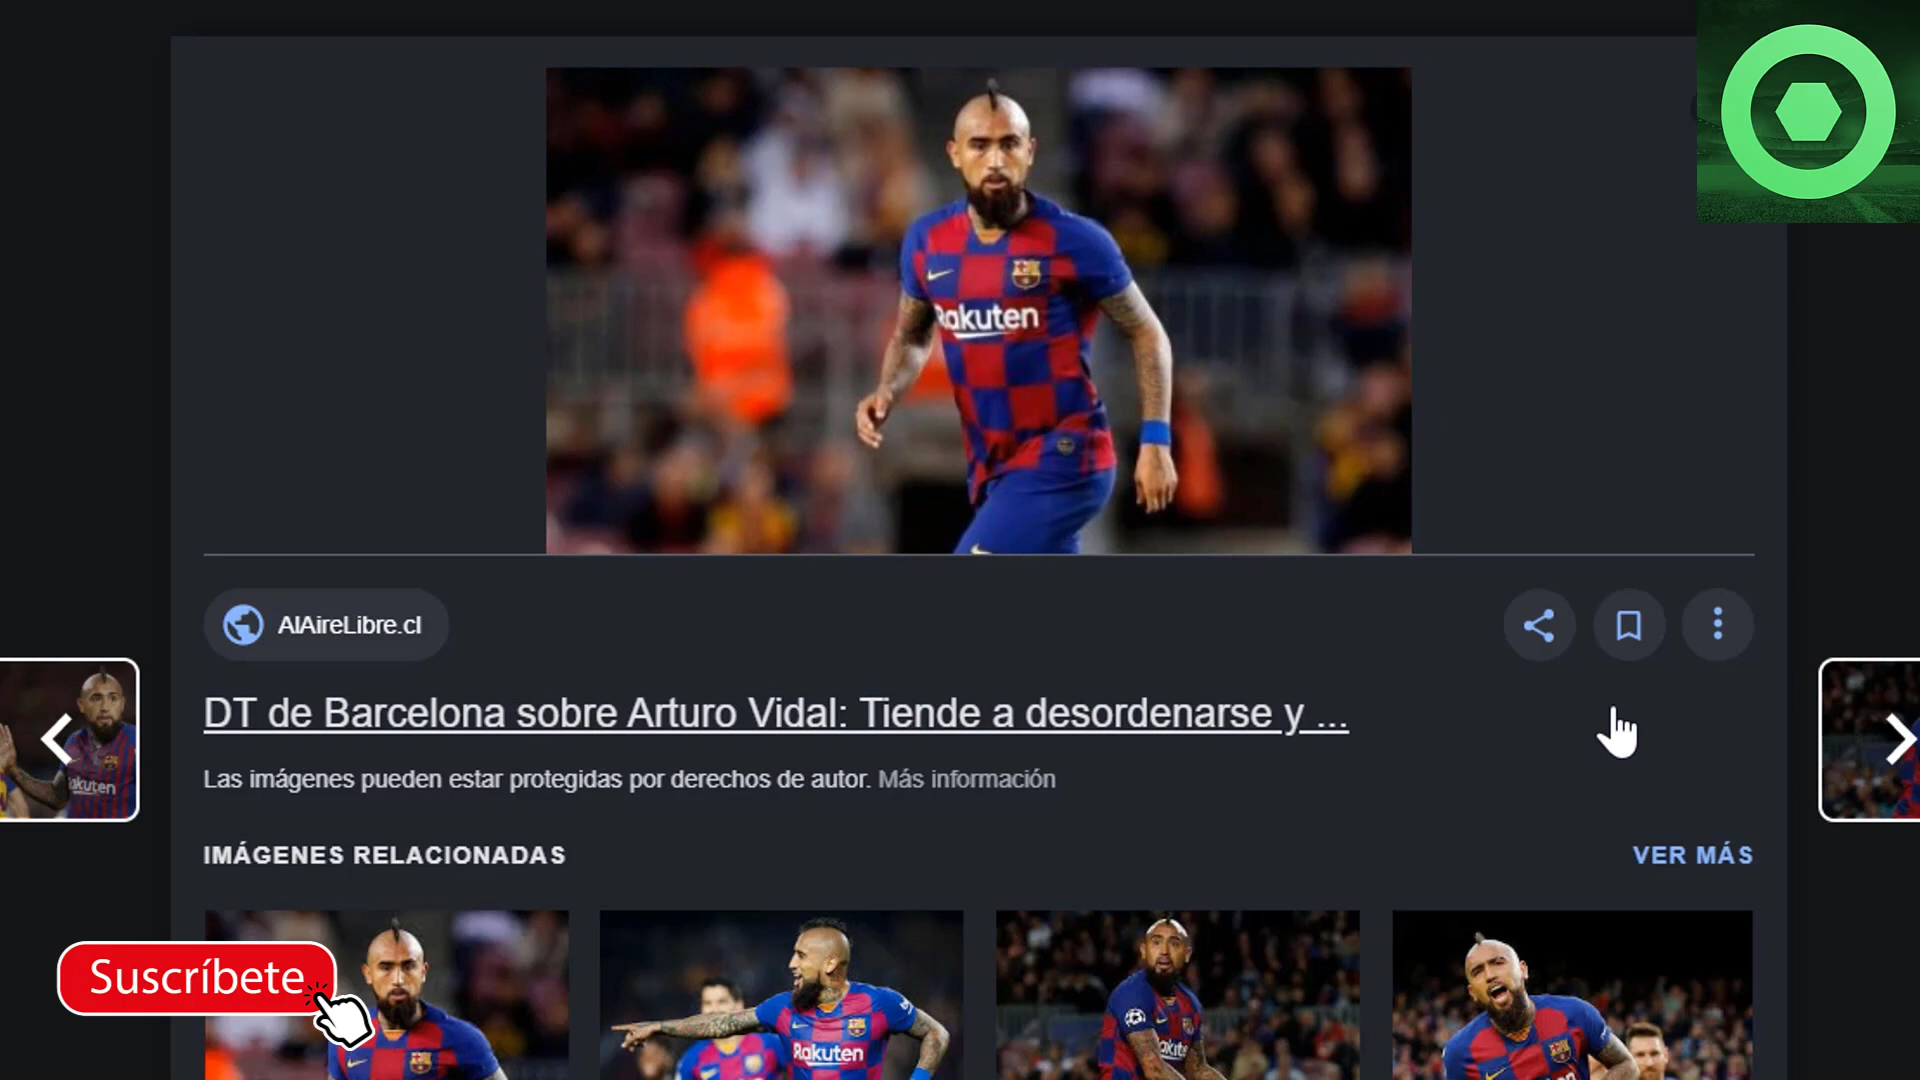 Rakuten
AlAireLibre.cl
DT de Barcelona sobre Arturo Vidal: Tiende a desordenarse y ...
Las imágenes pueden estar protegidas por derechos de autor. Más información
IMÁGENES RELACIONADAS
VER MÁS
Suscríbete
Rakuten